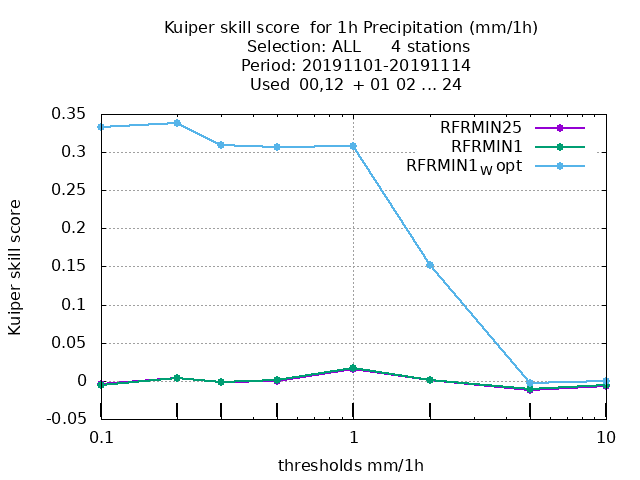 Kuiper skill score  for 1h Precipitation (mm/1h)
Selection: ALL      4 stations
Period: 20191101-20191114
Used  00,12  + 01 02 ... 24
RFRMIN25
RFRMIN1
RFRMIN1W opt
0.35
0.3
0.25
0.2
0.15
0.1
0.05
0
-0.05
Kuiper skill score
0.1 1 10
thresholds mm/1h